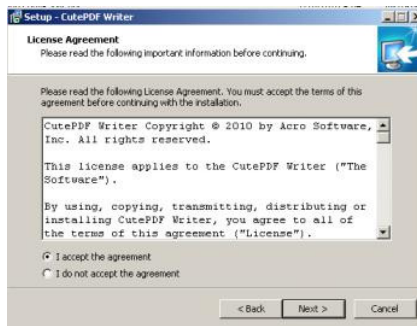 Setup - CutePDF Writer
License Agreement
Please read the following important information before continuing.
Please read the following License Agreement. You must accept the terms of this
agreement before continuing with the installation.
CutePDF Writer Copyright © 2010 by Acro Software,
Inc. All rights reserved.
This license applies to the CutePDF Writer ("The
Software").
By using, copying, transmitting, distributing or
installing CutePDF Writer, you agree to all of
the terms of this agreement ("License").
I accept the agreement
I do not accept the agreement
< Back Next > Cancel